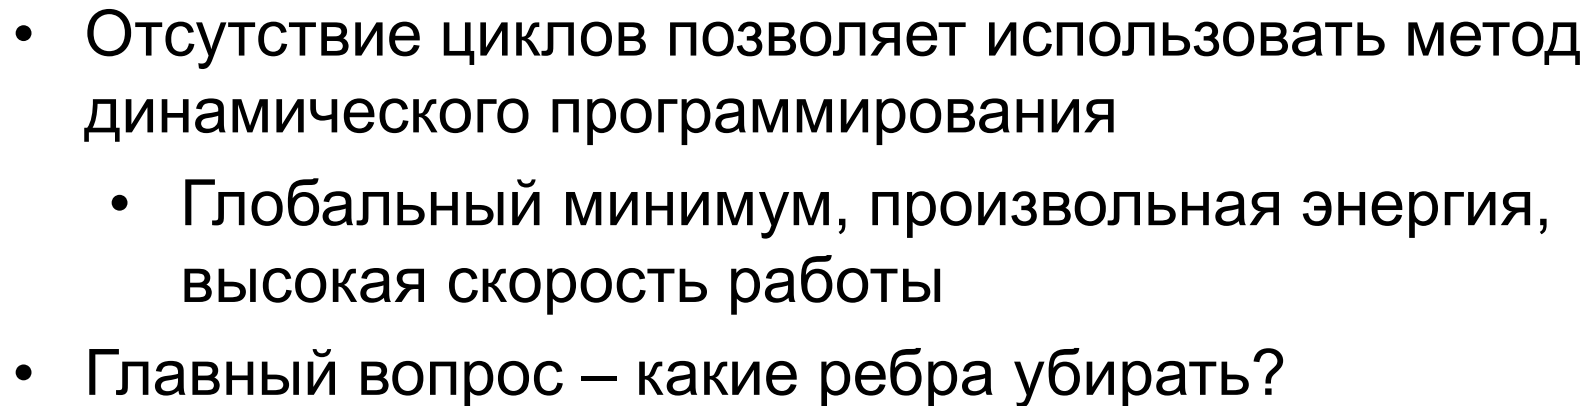 • Отсутствие циклов позволяет использовать метод
динамического программирования
• Глобальный минимум, произвольная энергия,
высокая скорость работы
• Главный вопрос – какие ребра убирать?